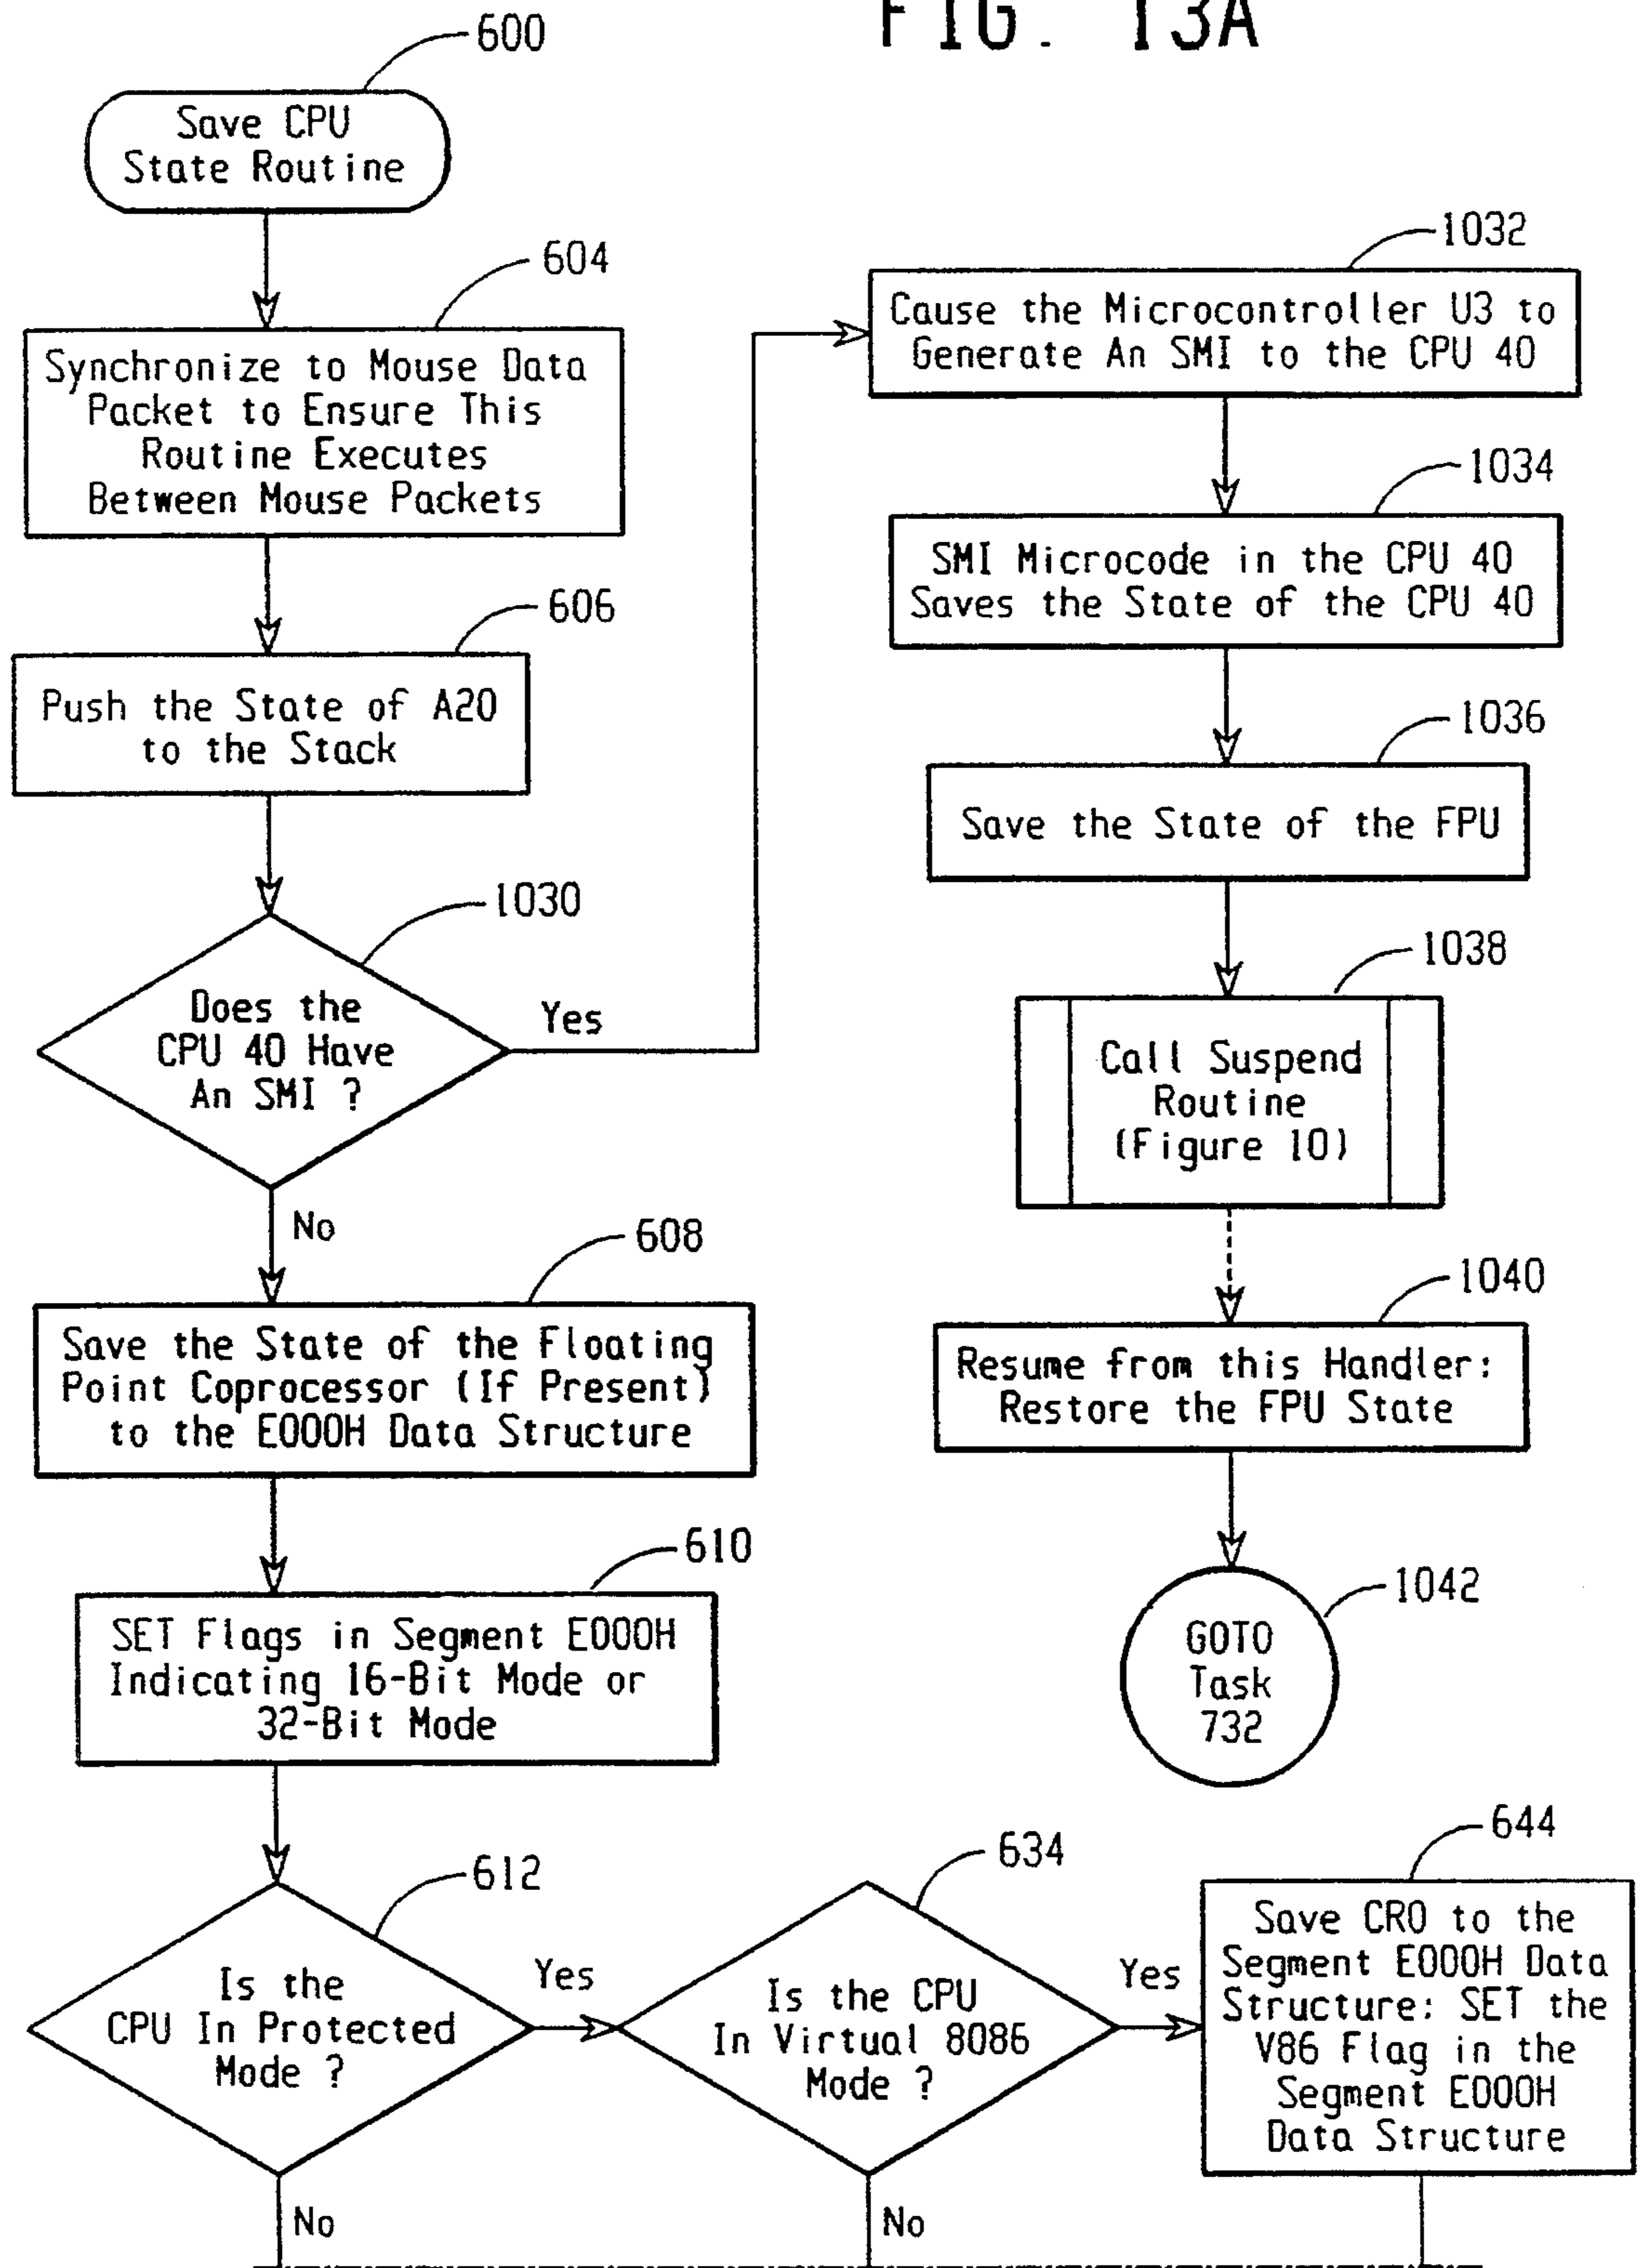 FIG. 13A
600
Save CPU
State Routine
604
Synchronize to Mouse Data
Packet to Ensure This
Routine Executes
Between Mouse Packets
606
Push the State of A20
to the Stack
1030
Does the
CPU 40 Have
An SMI ?
Yes
No
1032
Cause the Microcontroller U3 to
Generate An SMI to the CPU 40
1034
SMI Microcode in the CPU 40
Saves the State of the CPU 40
1036
Save the State of the FPU
1038
Call Suspend
Routine
(Figure 10)
1040
Resume from this Handler:
Restore the FPU State
1042
GOTO
Task
732
608
Save the State of the Floating
Point Coprocessor (If Present)
to the E000H Data Structure
610
SET Flags in Segment E000H
Indicating 16-Bit Mode or
32-Bit Mode
612
Is the
CPU In Protected
Mode ?
Yes
No
634
Is the CPU
In Virtual 8086
Mode ?
Yes
No
644
Save CR0 to the
Segment E000H Data
Structure: SET the
V86 Flag in the
Segment E000H
Data Structure